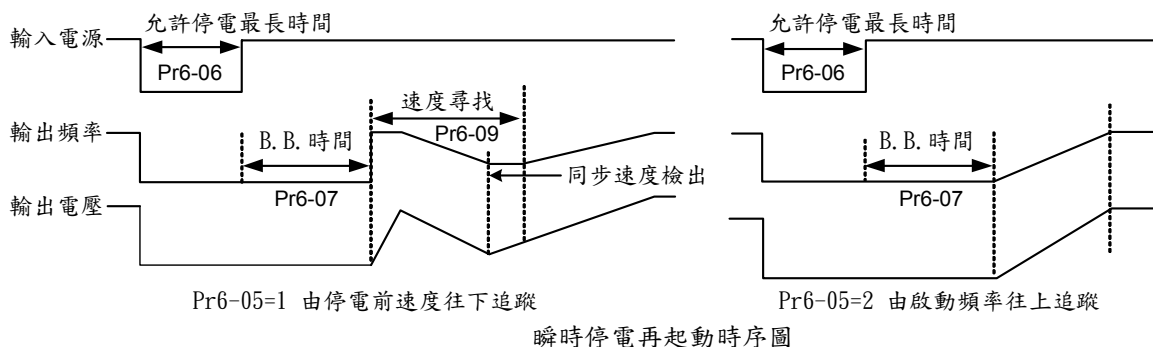 允許停電最長時間
輸入電源
Pr6-06
速度尋找
Pr6-09
輸出頻率
B.B.時間
同步速度檢出
Pr6-07
輸出電壓
Pr6-05=1 由停電前速度往下追蹤
允許停電最長時間
Pr6-06
B.B.時間
Pr6-07
Pr6-05=2 由啟動頻率往上追蹤
瞬時停電再起動時序圖